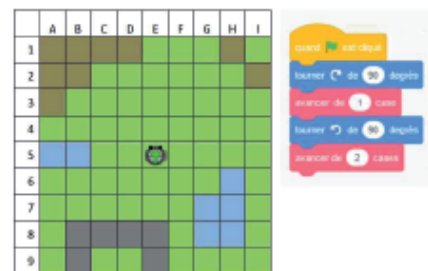 A B C D E F G H I
1
2
3
4
5
6
7
8
9
quand est cliqué
tourner de 90 degrés
avancer de 1 case
tourner de 90 degrés
avancer de 2 cases